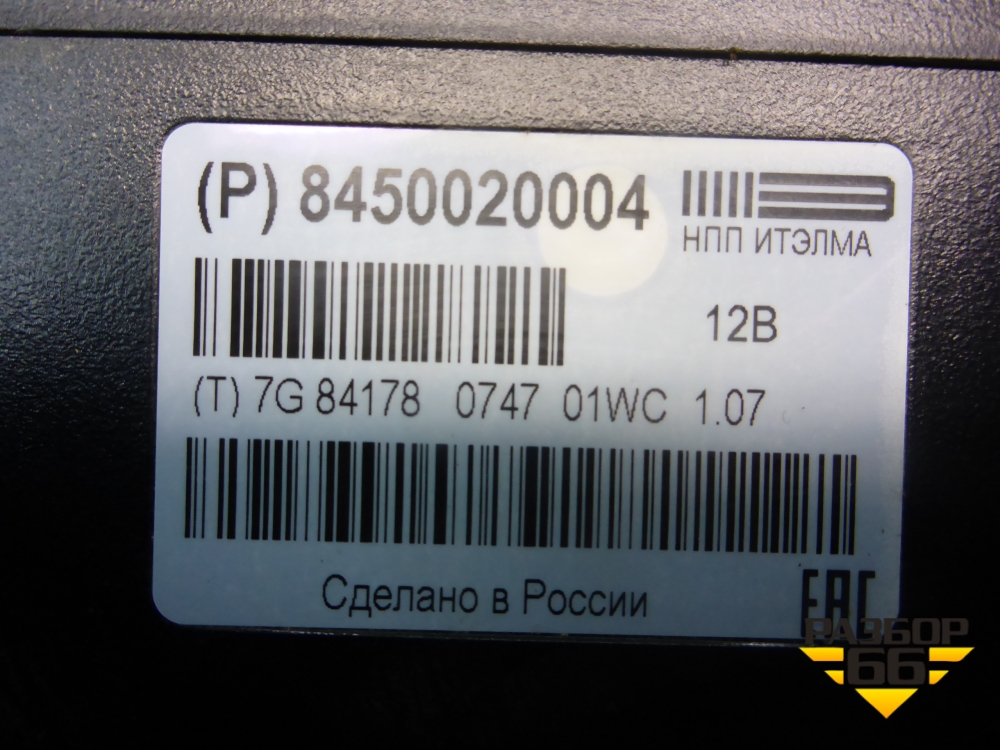 (P) 8450020004
НПП ИТЭЛМА
12В
(T) 7G 84178 0747 01WC 1.07
Сделано в России
EAC
РАЗБОР
66